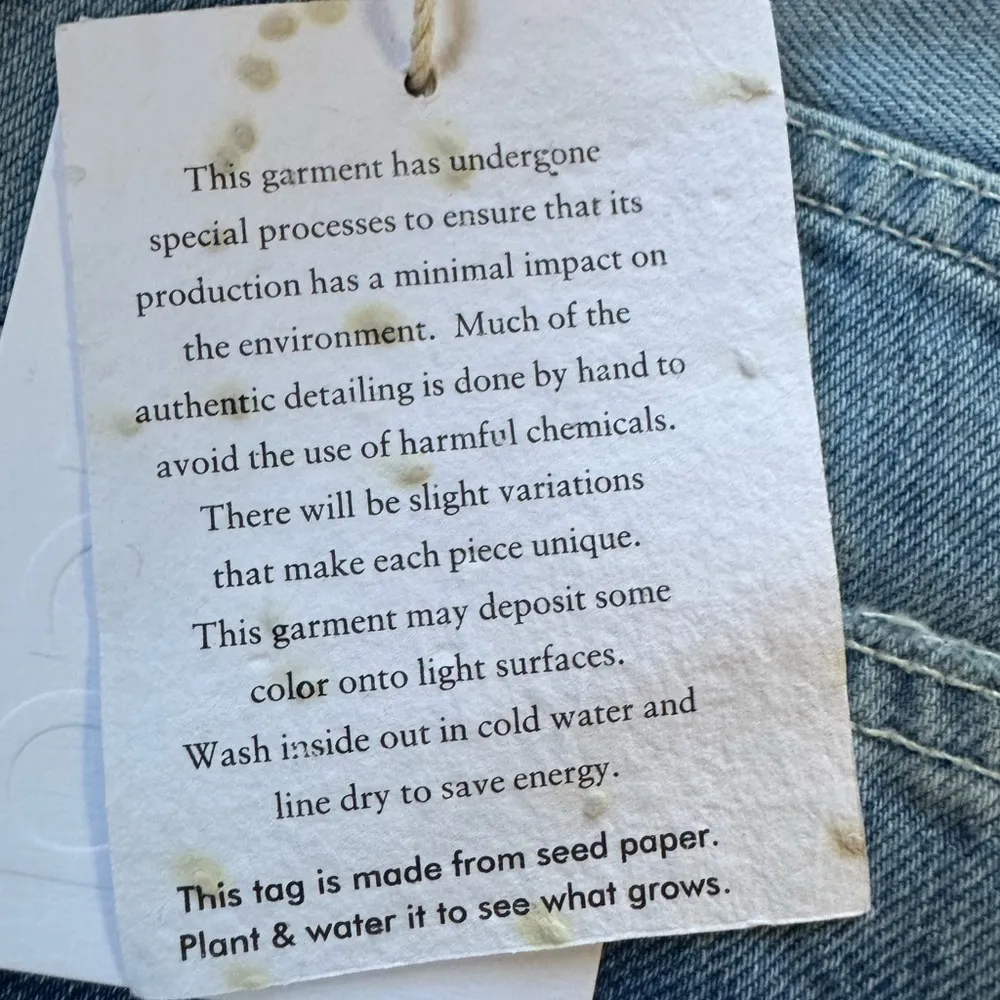 This garment has undergone
special processes to ensure that its
production has a minimal impact on
the environment. Much of the
authentic detailing is done by hand to
avoid the use of harmful chemicals.
There will be slight variations
that make each piece unique.
This garment may deposit some
color onto light surfaces.
Wash inside out in cold water and
line dry to save energy.
This tag is made from seed paper.
Plant & water it to see what grows.